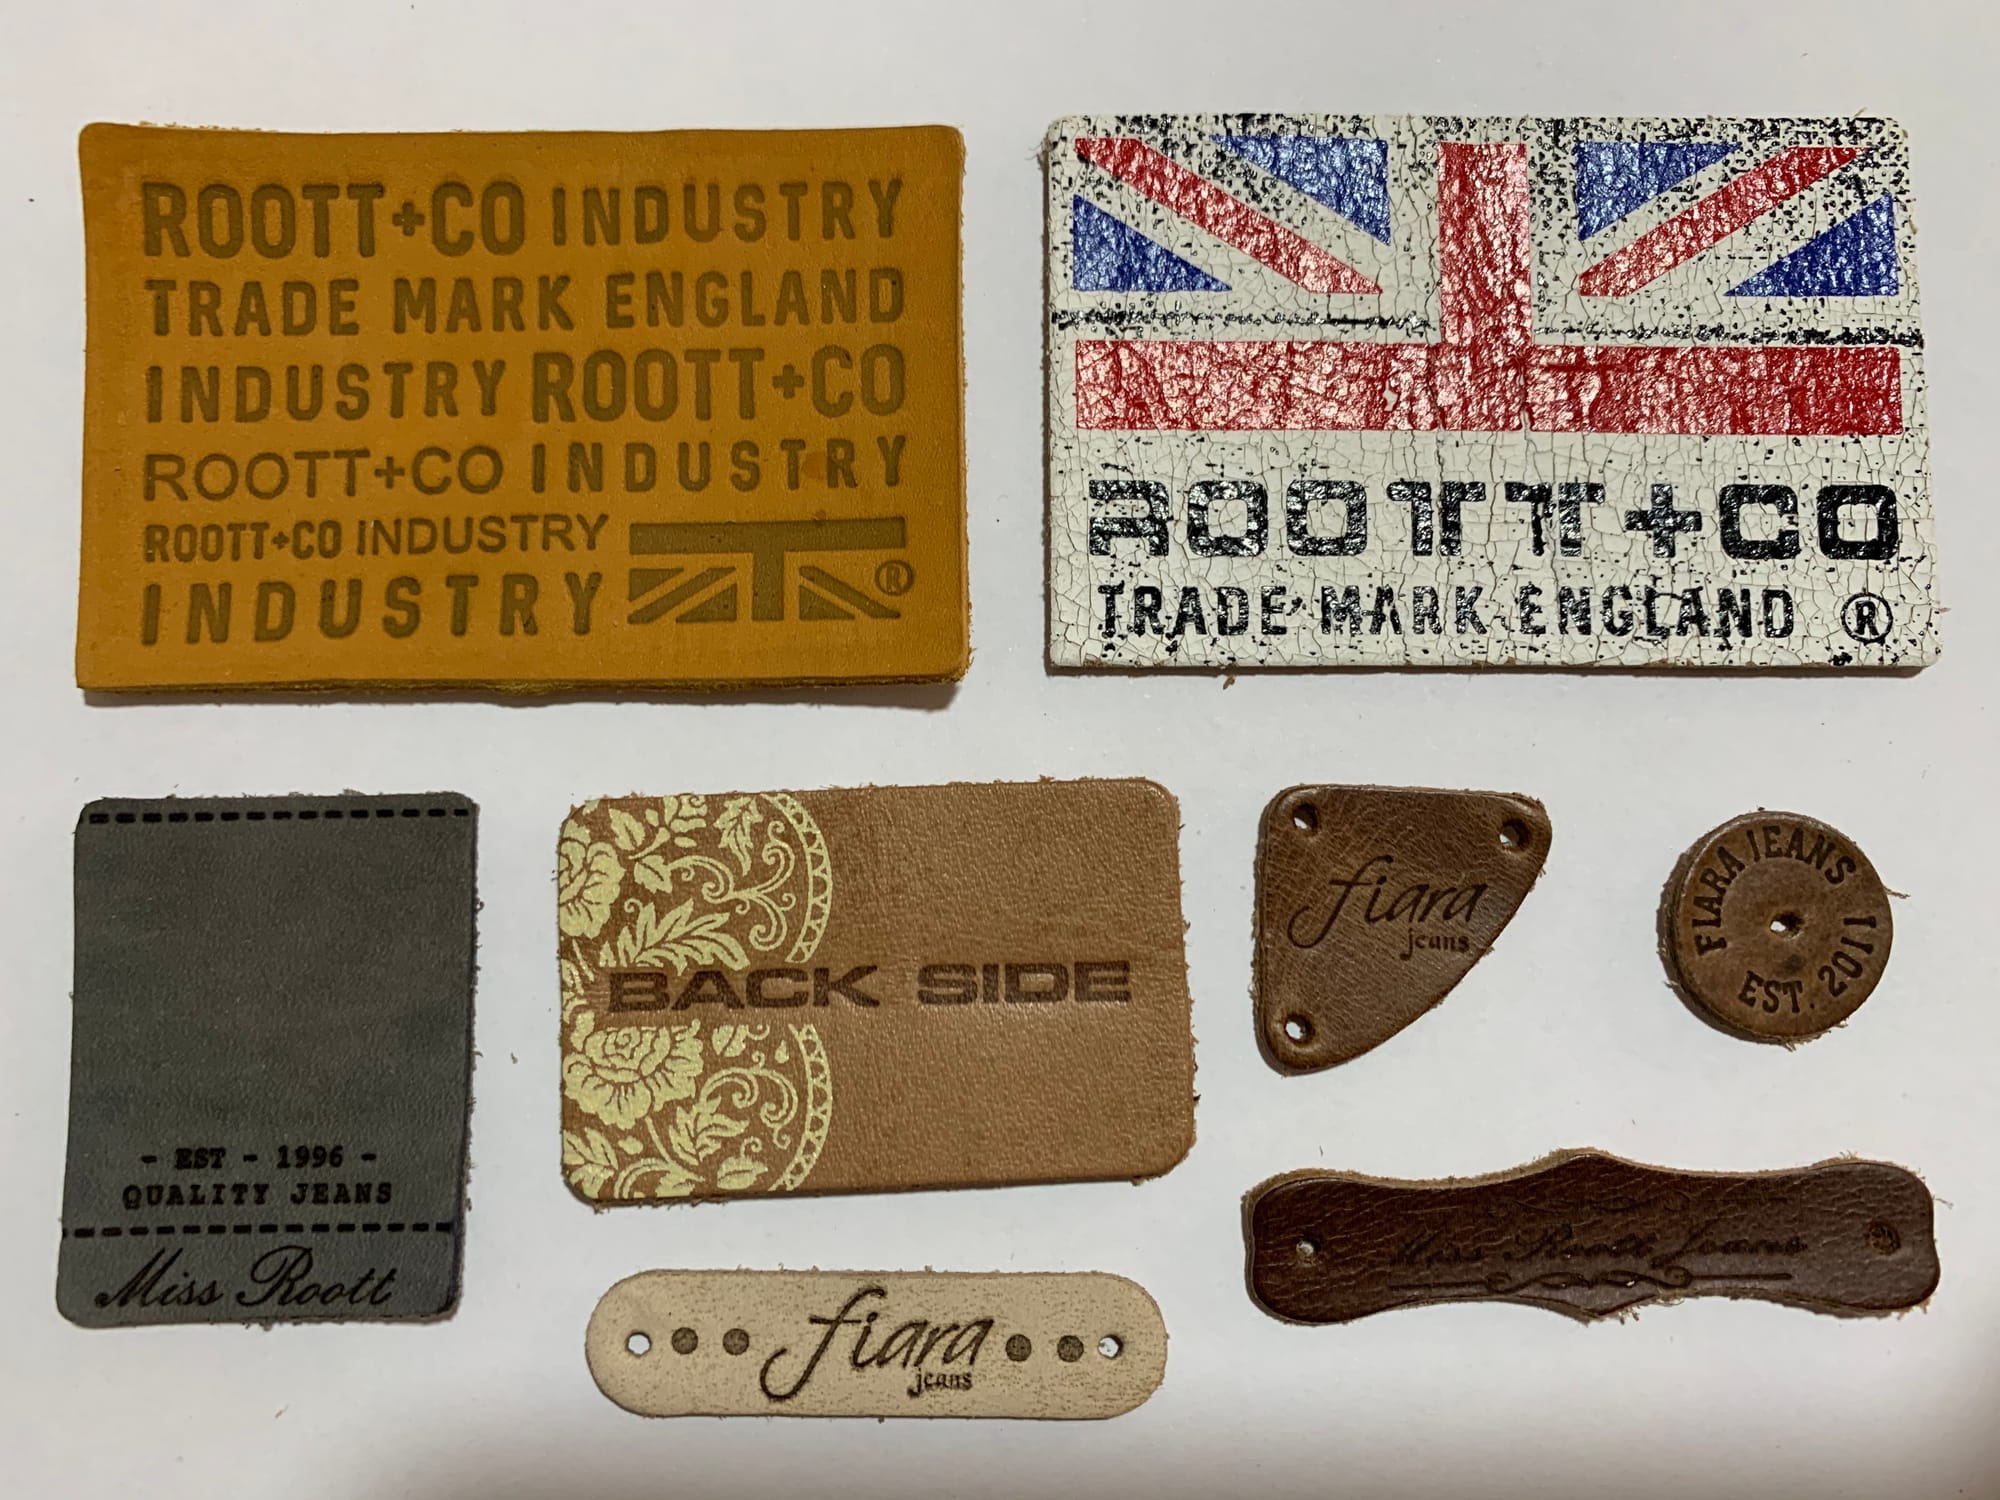 ROOTT+CO INDUSTRY
TRADE MARK ENGLAND
INDUSTRY ROOTT+CO
ROOTT+CO INDUSTRY
ROOTT+CO INDUSTRY
INDUSTRY ®
ROOTT+CO
TRADE MARK ENGLAND ®
- EST - 1996 -
QUALITY JEANS
Miss Roott
BACK SIDE
fiara
jeans
FIARA JEANS
EST. 2011
fiara
jeans
Miss Roott Jeans